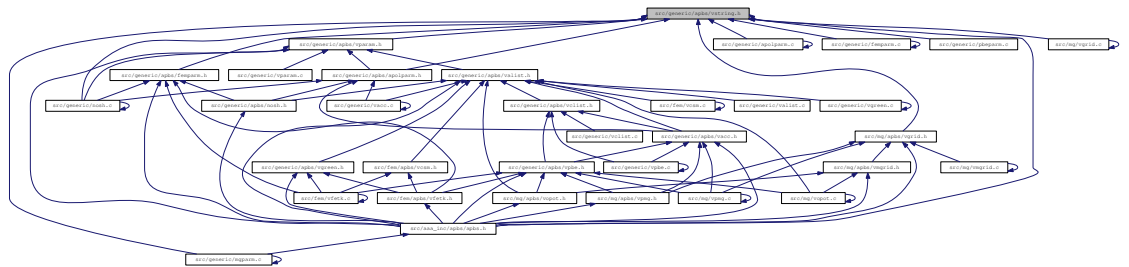 src/generic/apbs/vstring.h
src/generic/apbs/vparam.h
src/generic/apolparm.c
src/generic/femparm.c
src/generic/pbeparm.c
src/mg/vgrid.c
src/generic/apbs/femparm.h
src/generic/vparam.c
src/generic/apbs/apolparm.h
src/generic/apbs/valist.h
src/generic/nosh.c
src/generic/apbs/nosh.h
src/generic/vacc.c
src/generic/apbs/vclist.h
src/fem/vcsm.c
src/generic/valist.c
src/generic/vgreen.c
src/generic/vclist.c
src/generic/apbs/vacc.h
src/mg/apbs/vgrid.h
src/generic/apbs/vgreen.h
src/fem/apbs/vcsm.h
src/generic/apbs/vpbe.h
src/generic/vpbe.c
src/mg/apbs/vmgrid.h
src/mg/vmgrid.c
src/fem/vfetk.c
src/fem/apbs/vfetk.h
src/mg/apbs/vopot.h
src/mg/apbs/vpmg.h
src/mg/vpmg.c
src/mg/vopot.c
src/aaa_inc/apbs/apbs.h
src/generic/mgparm.c